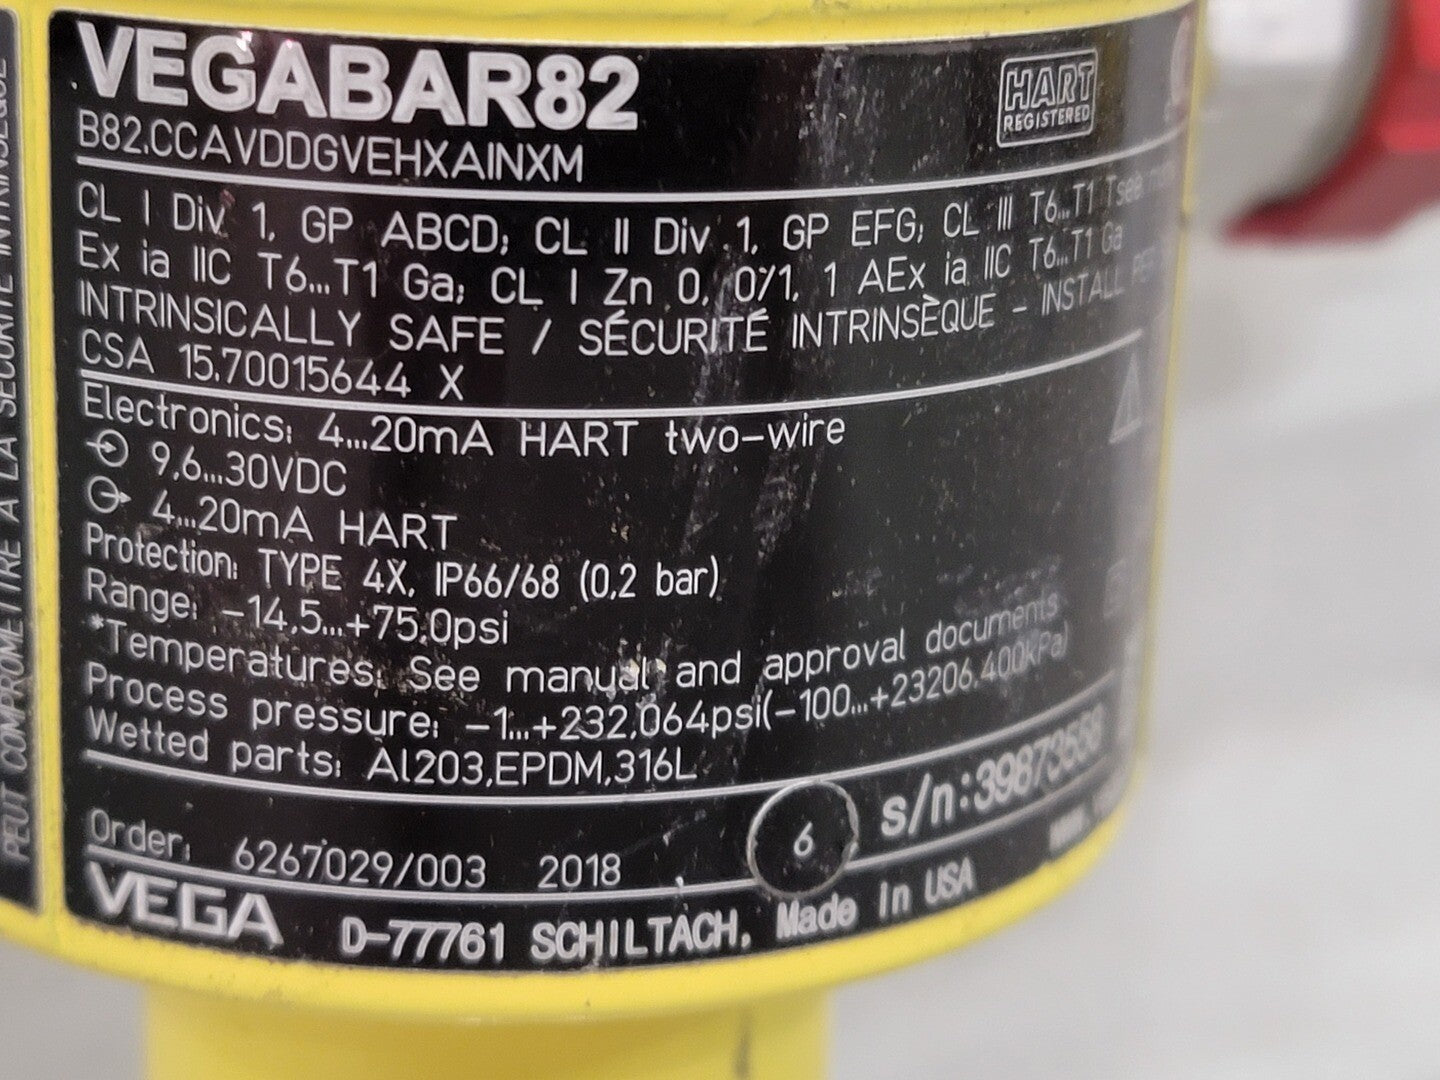 VEGABAR82
HART
REGISTERED
B82.CCAVDDGVEHXAINXM
CL I Div 1, GP ABCD; CL II Div 1, GP EFG; CL III T6...T1 Tsee
Ex ia IIC T6...T1 Ga; CL I Zn 0, 0/1, 1 AEx ia IIC T6...T1 Ga
INTRINSICALLY SAFE / SÉCURITÉ INTRINSÈQUE - INSTALL PER
CSA 15.70015644 X
Electronics: 4...20mA HART two-wire
9,6...30VDC
4...20mA HART
Protection: TYPE 4X, IP66/68 (0,2 bar)
Range: -14,5...+75,0psi
*Temperatures: See manual and approval documents
Process pressure: -1...+232,064psi(-100...+23206.400kPa)
Wetted parts: Al203,EPDM,316L
Order: 6267029/003 2018
6
s/n:39873558
VEGA D-77761 SCHILTACH, Made in USA
PEUT COMPROMETTRE A LA SECURITE INTRINSEQUE